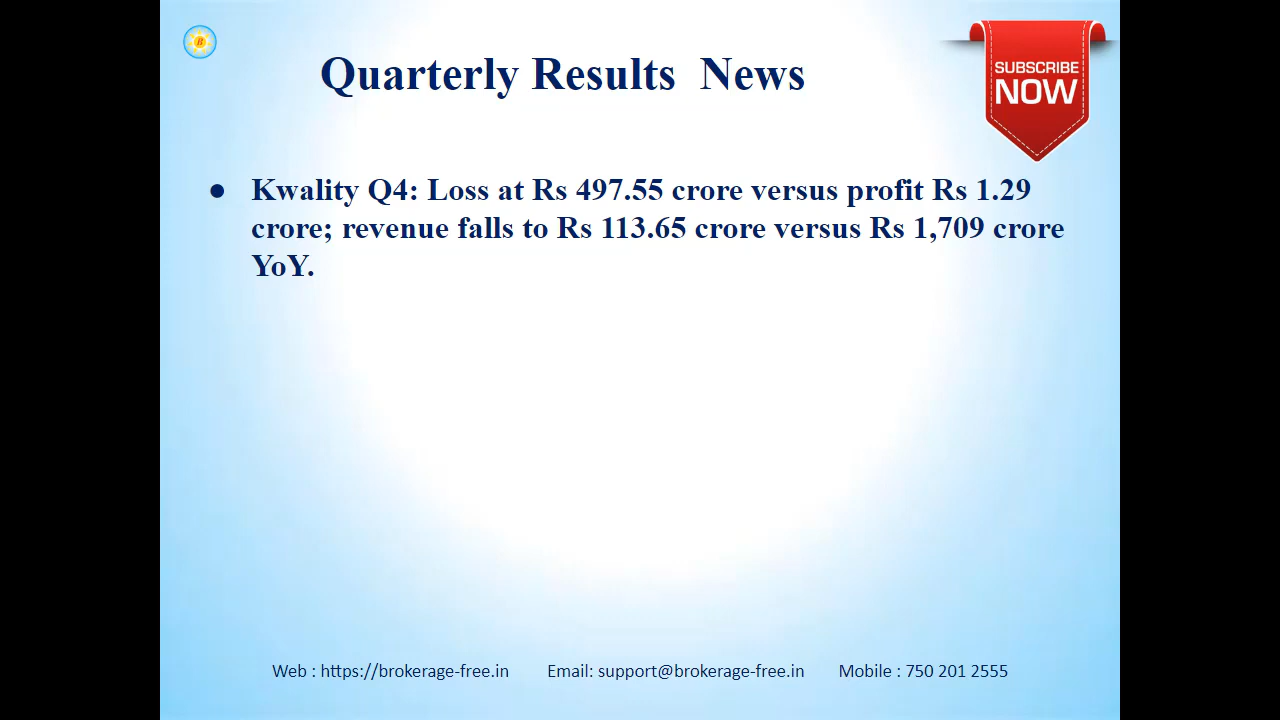 Quarterly Results  News
SUBSCRIBE
NOW
● Kwality Q4: Loss at Rs 497.55 crore versus profit Rs 1.29
crore; revenue falls to Rs 113.65 crore versus Rs 1,709 crore
YoY.
Web : https://brokerage-free.in Email: support@brokerage-free.in Mobile : 750 201 2555